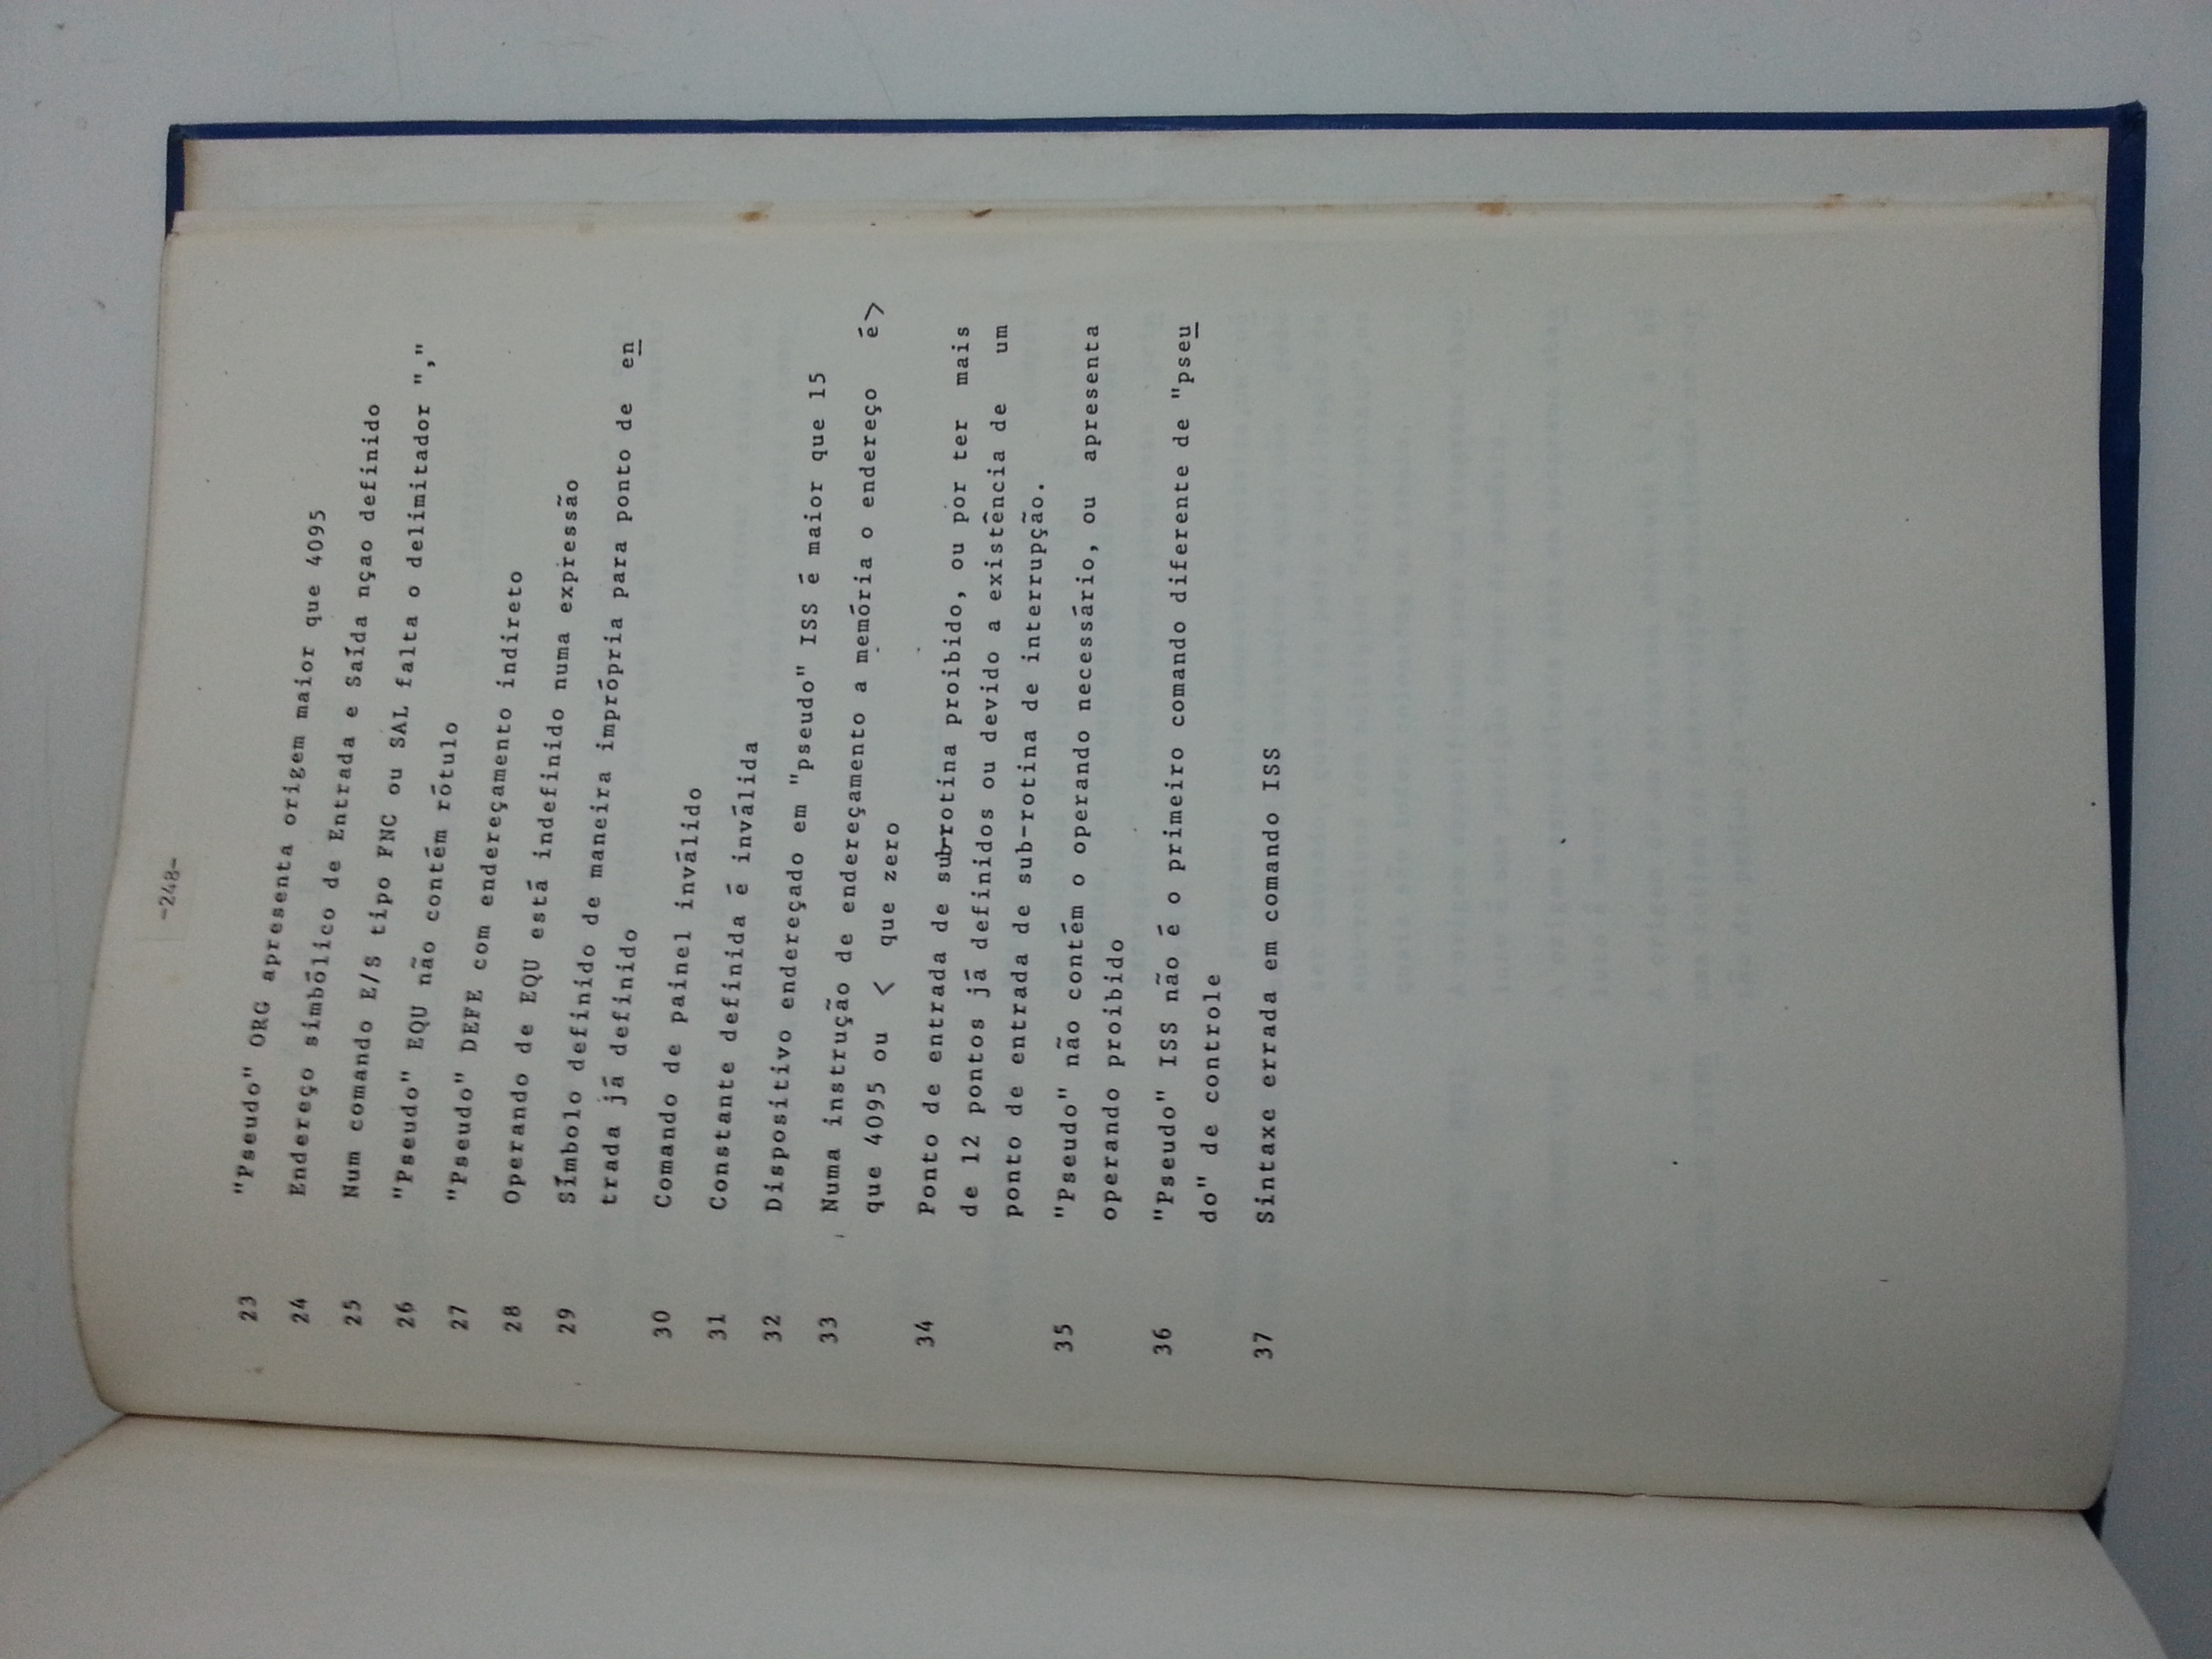 -248-
23 "Pseudo" ORG apresenta origem maior que 4095
24 Endereço simbólico de Entrada e Saída nçao definido
25 Num comando E/S tipo FNC ou SAL falta o delimitador ","
26 "Pseudo" EQU não contém rótulo
27 "Pseudo" DEFE com endereçamento indireto
28 Operando de EQU está indefinido numa expressão
29 Símbolo definido de maneira imprópria para ponto de en
trada já definido
30 Comando de painel inválido
31 Constante definida é inválida
32 Dispositivo endereçado em "pseudo" ISS é maior que 15
33 Numa instrução de endereçamento a memória o endereço é >
que 4095 ou < que zero
34 Ponto de entrada de sub-rotina proibido, ou por ter mais
de 12 pontos já definidos ou devido a existência de um
ponto de entrada de sub-rotina de interrupção.
35 "Pseudo" não contém o operando necessário, ou apresenta
operando proibido
36 "Pseudo" ISS não é o primeiro comando diferente de "pseu
do" de controle
37 Sintaxe errada em comando ISS